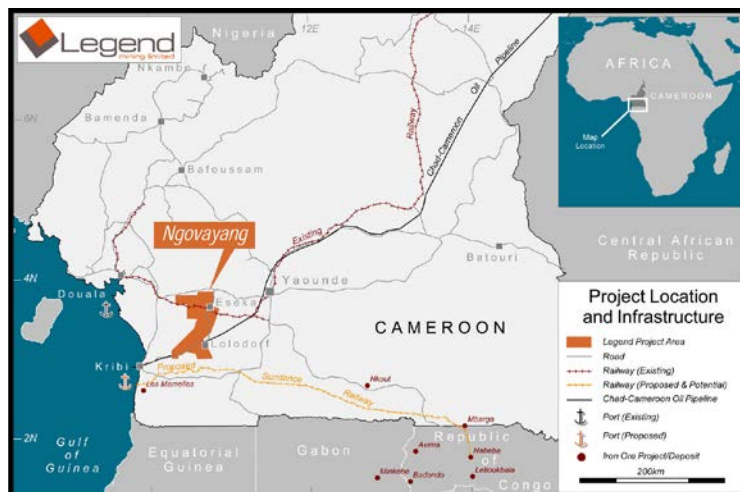 Legend
mining limited
Nigeria
12E
14E
Nkambe
6N
Bamenda
Bafoussam
Railway
Chad-Cameroon Oil Pipeline
Ngovayang
Existing
4N
Douala
Eseka
Yaounde
Batouri
Lolodorf
CAMEROON
Kribi
Proposed Sundance Railway
Les Mamelles
Nkout
Mbarga
2N
Gulf of
Guinea
Equatorial
Guinea
Gabon
Republic
of
Congo
Avima
Nabeba
Minkebe
Badondo
Letioukbala
Central African
Republic
AFRICA
CAMEROON
Map
Location
Project Location
and Infrastructure
Legend Project Area
Road
Railway (Existing)
Railway (Proposed & Potential)
Chad-Cameroon Oil Pipeline
Port (Existing)
Port (Proposed)
Iron Ore Project/Deposit
200km